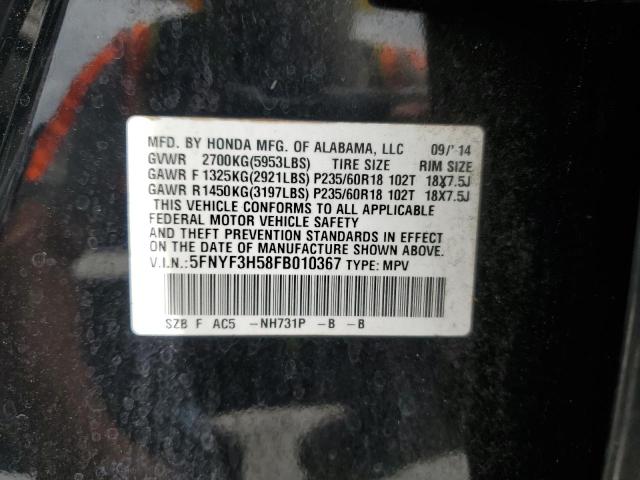 MFD. BY HONDA MFG. OF ALABAMA, LLC 09/'14
GVWR 2700KG(5953LBS) TIRE SIZE RIM SIZE
GAWR F 1325KG(2921LBS) P235/60R18 102T 18X7.5J
GAWR R 1450KG(3197LBS) P235/60R18 102T 18X7.5J
THIS VEHICLE CONFORMS TO ALL APPLICABLE
FEDERAL MOTOR VEHICLE SAFETY
AND THEFT PREVENTION STANDARDS IN EFFECT
ON THE DATE OF MANUFACTURE SHOWN ABOVE.
V.I.N.:5FNYF3H58FB010367 TYPE: MPV
SZB F AC5 -NH731P -B -B